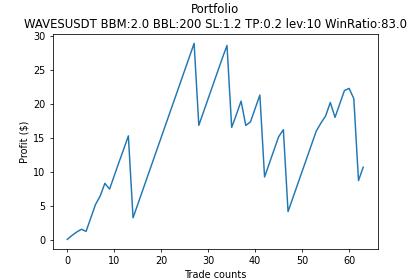 Portfolio
WAVESUSDT BBM:2.0 BBL:200 SL:1.2 TP:0.2 lev:10 WinRatio:83.0
30
25
20
15
10
5
0
Profit ($)
0 10 20 30 40 50 60
Trade counts